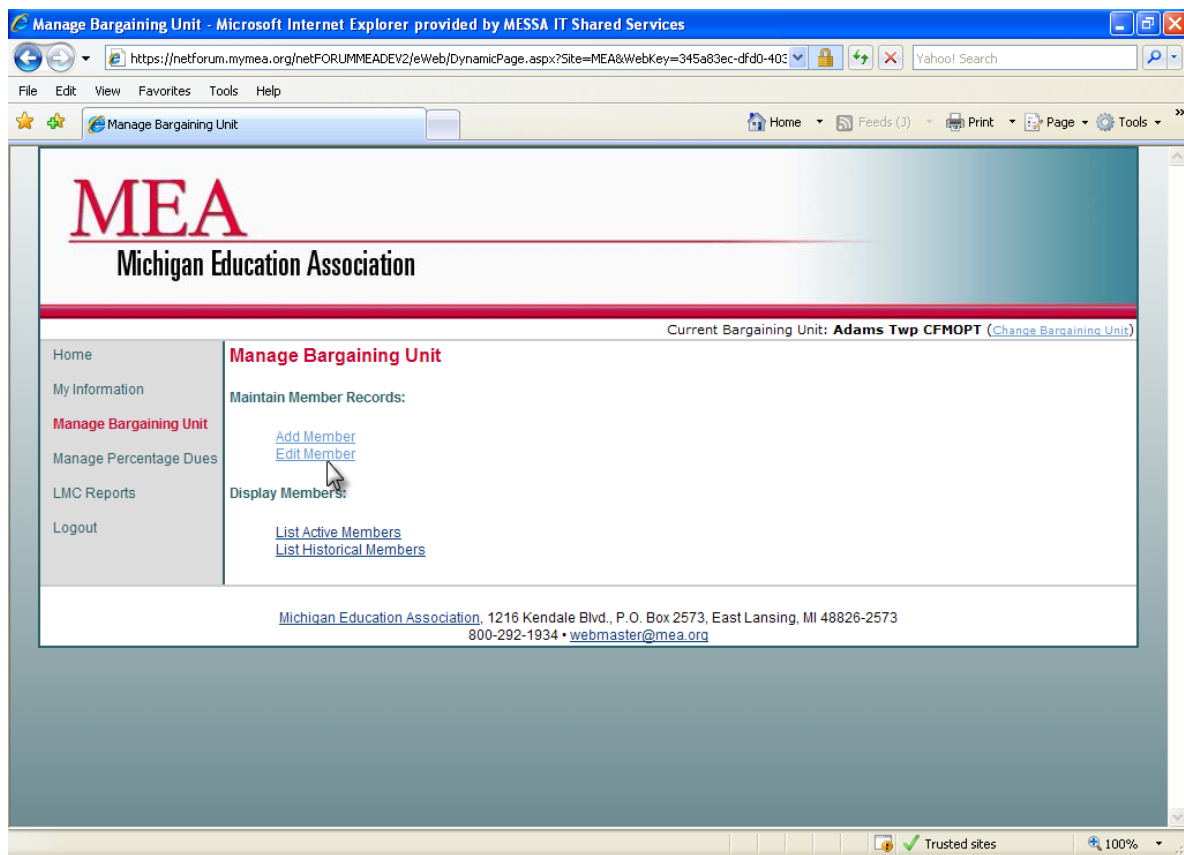 Manage Bargaining Unit - Microsoft Internet Explorer provided by MESSA IT Shared Services
https://netforum.mymea.org/netFORUMMEADEV2/eWeb/DynamicPage.aspx?Site=MEA&WebKey=345a83ec-dfd0-403
Yahoo! Search
File Edit View Favorites Tools Help
Manage Bargaining Unit
Home Feeds (J) Print Page Tools »
MEA
Michigan Education Association
Current Bargaining Unit: Adams Twp CFMOPT (Change Bargaining Unit)
Home
My Information
Manage Bargaining Unit
Manage Percentage Dues
LMC Reports
Logout
Manage Bargaining Unit
Maintain Member Records:
Add Member
Edit Member
Display Members:
List Active Members
List Historical Members
Michigan Education Association, 1216 Kendale Blvd., P.O. Box 2573, East Lansing, MI 48826-2573
800-292-1934 • webmaster@mea.org
Trusted sites 100%